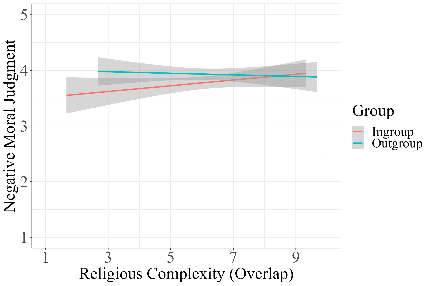 5
4
3
2
1
Negative Moral Judgment
1 3 5 7 9
Religious Complexity (Overlap)
Group
Ingroup
Outgroup